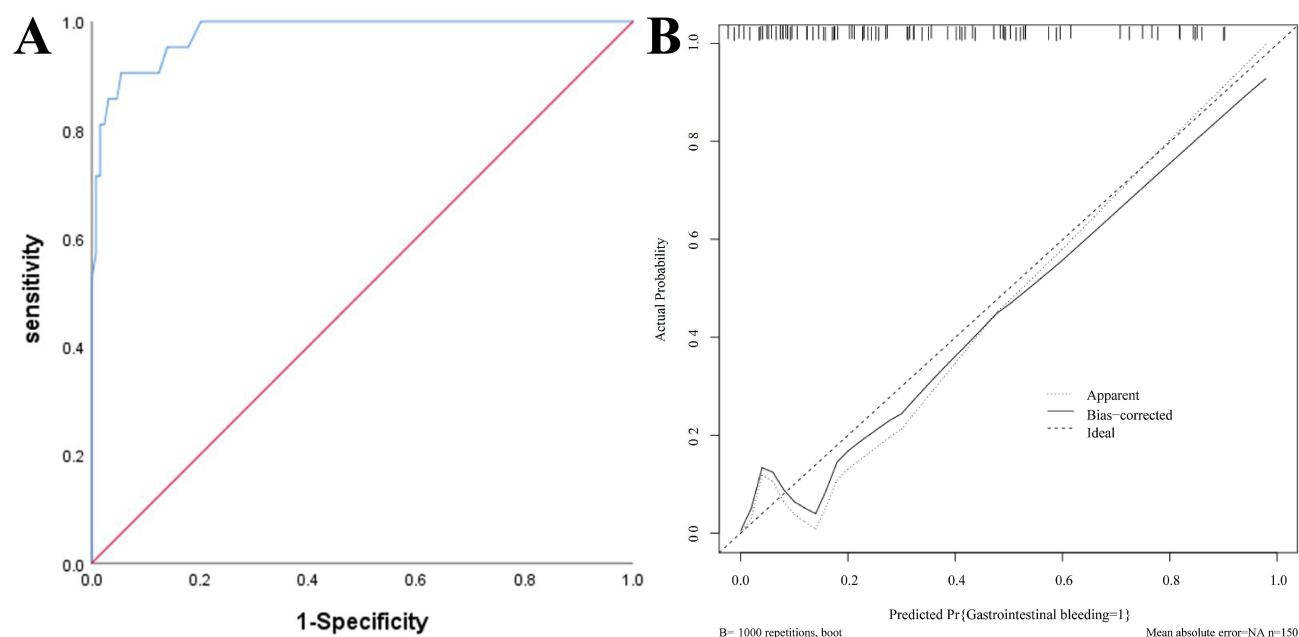 A
1.0
0.8
0.6
0.4
0.2
0.0
sensitivity
0.0
0.2
0.4
0.6
0.8
1.0
1-Specificity
B
1.0
0.8
0.6
0.4
0.2
0.0
Actual Probability
Apparent
Bias-corrected
Ideal
0.0
0.2
0.4
0.6
0.8
1.0
Predicted Pr{Gastrointestinal bleeding=1}
B= 1000 repetitions, boot
Mean absolute error=NA n=150